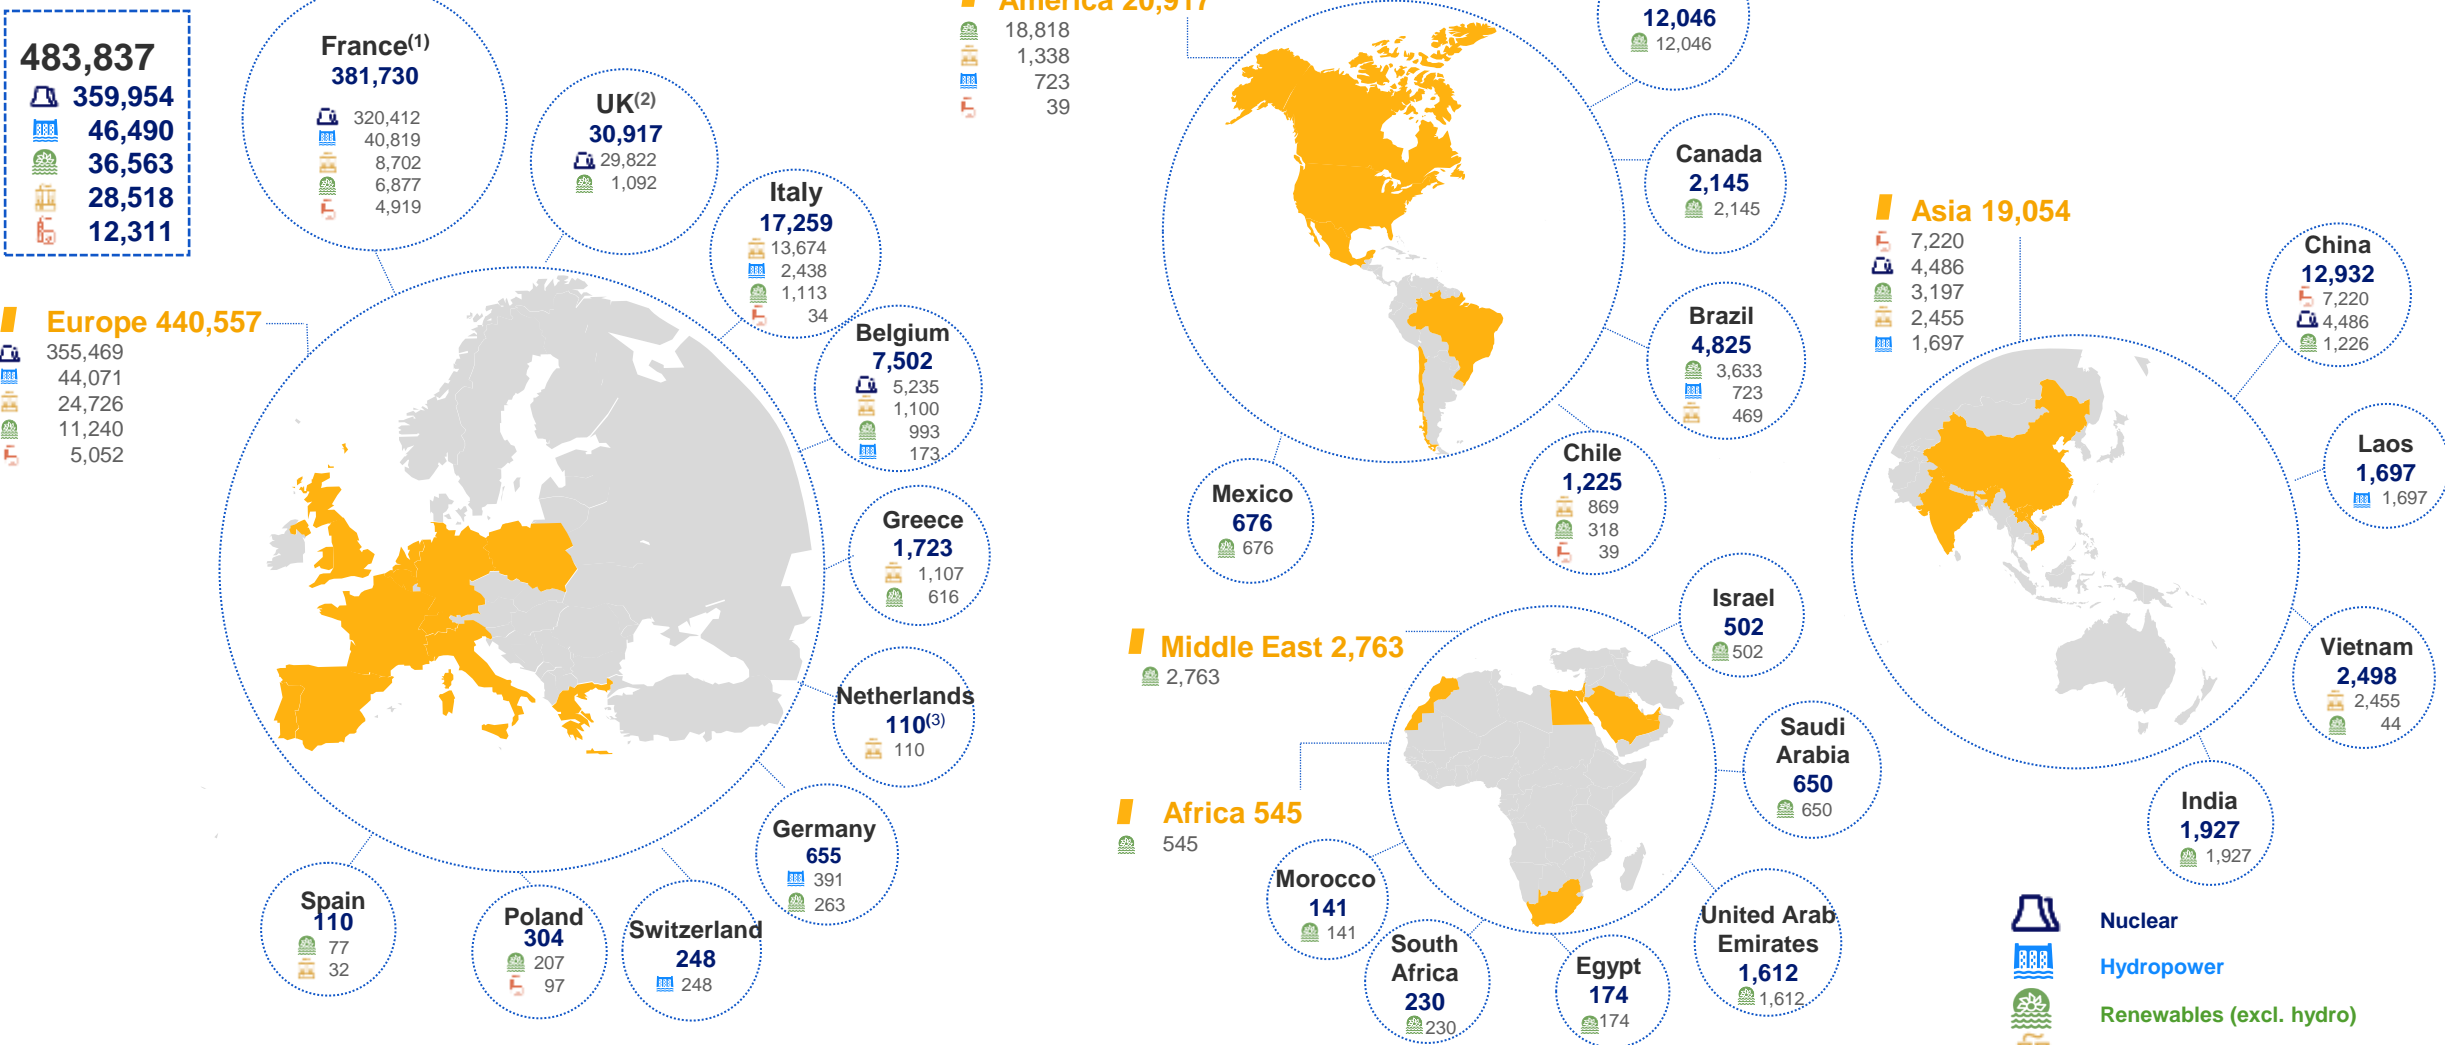 483,837
359,954
46,490
36,563
28,518
12,311
France(1)
381,730
320,412
40,819
8,702
6,877
4,919
UK(2)
30,917
29,822
1,092
Italy
17,259
13,674
2,438
1,113
34
Belgium
7,502
5,235
1,100
993
173
Europe 440,557
355,469
44,071
24,726
11,240
5,052
Greece
1,723
1,107
616
Netherlands
110(3)
110
Germany
655
391
263
Switzerland
248
248
Poland
304
207
97
Spain
110
77
32
America 20,917
18,818
1,338
723
39
12,046
12,046
Canada
2,145
2,145
Brazil
4,825
3,633
723
469
Chile
1,225
869
318
39
Mexico
676
676
Middle East 2,763
2,763
Israel
502
502
Saudi
Arabia
650
650
United Arab
Emirates
1,612
1,612
Africa 545
545
Morocco
141
141
South
Africa
230
230
Egypt
174
174
Asia 19,054
7,220
4,486
3,197
2,455
1,697
China
12,932
7,220
4,486
1,226
Laos
1,697
1,697
Vietnam
2,498
2,455
44
India
1,927
1,927
Nuclear
Hydropower
Renewables (excl. hydro)